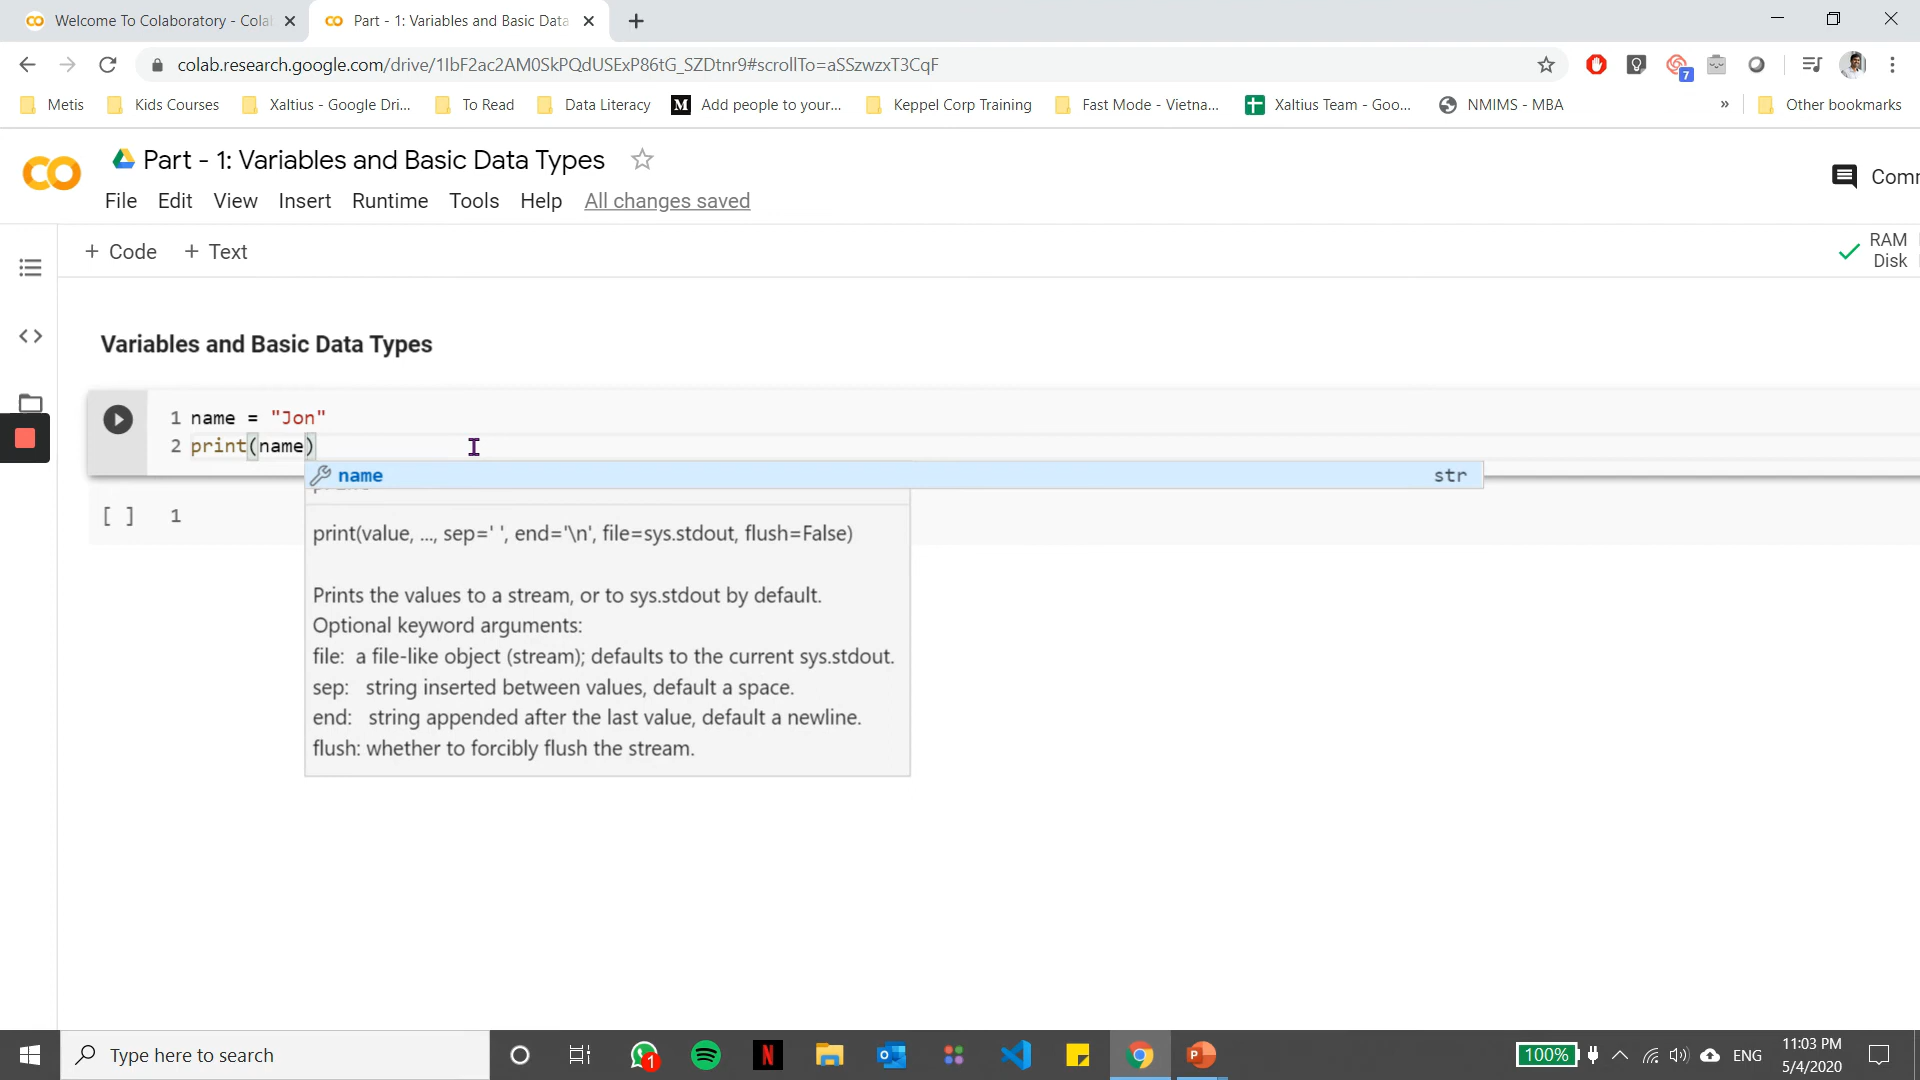 Welcome To Colaboratory - Cola
Part - 1: Variables and Basic Data
colab.research.google.com/drive/1IbF2ac2AM0SkPQdUSExP86tG_SZDtnr9#scrollTo=aSSzwzxT3CqF
7
Metis
Kids Courses
Xaltius - Google Dri...
To Read
Data Literacy
M Add people to your...
Keppel Corp Training
Fast Mode - Vietna...
Xaltius Team - Goo...
NMIMS - MBA
»
Other bookmarks
Part - 1: Variables and Basic Data Types
Comm
File Edit View Insert Runtime Tools Help All changes saved
+ Code + Text
RAM
Disk
Variables and Basic Data Types
1 name = "Jon"
2 print(name)
name str
[ ] 1
print(value, ..., sep=' ', end='\n', file=sys.stdout, flush=False)
Prints the values to a stream, or to sys.stdout by default.
Optional keyword arguments:
file: a file-like object (stream); defaults to the current sys.stdout.
sep: string inserted between values, default a space.
end: string appended after the last value, default a newline.
flush: whether to forcibly flush the stream.
Type here to search
1
N
P
100%
ENG
11:03 PM
5/4/2020